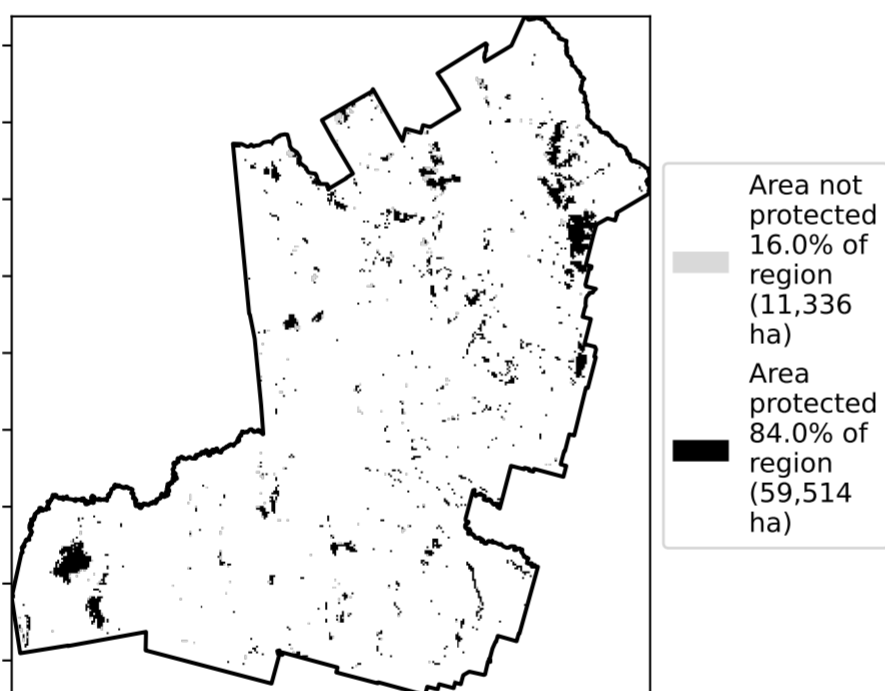 Area not
protected
16.0% of
region
(11,336
ha)
Area
protected
84.0% of
region
(59,514
ha)